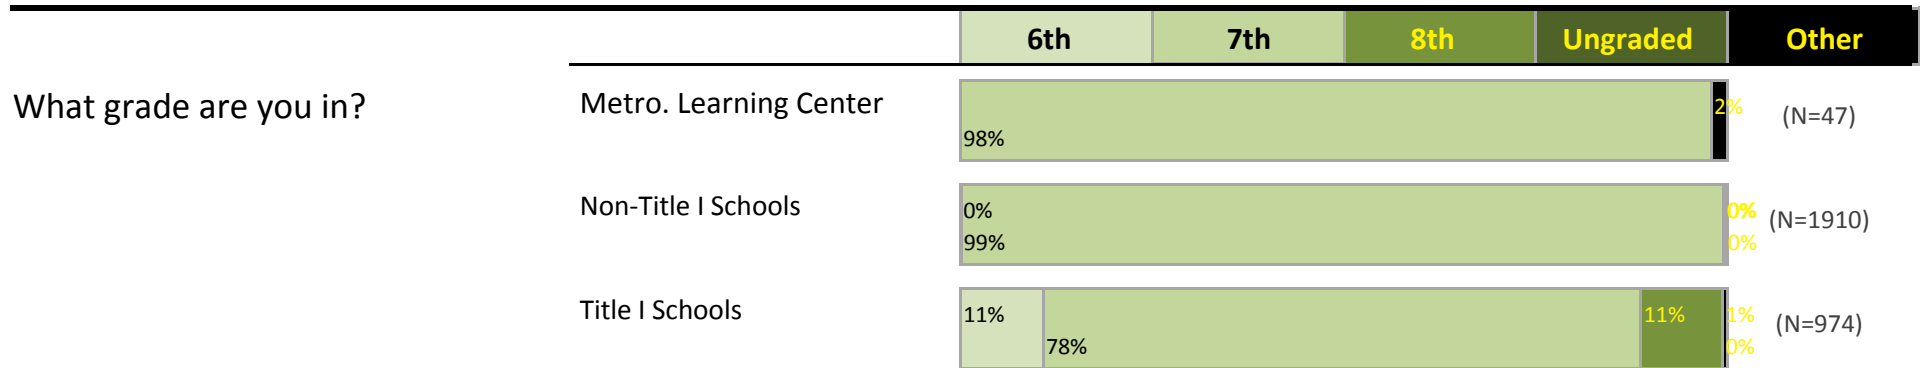 6th 7th 8th Ungraded Other
What grade are you in?
Metro. Learning Center
2%
98%
(N=47)
Non-Title I Schools
0% 0%
99% 0%
(N=1910)
Title I Schools
11% 11% 1%
78% 0%
(N=974)